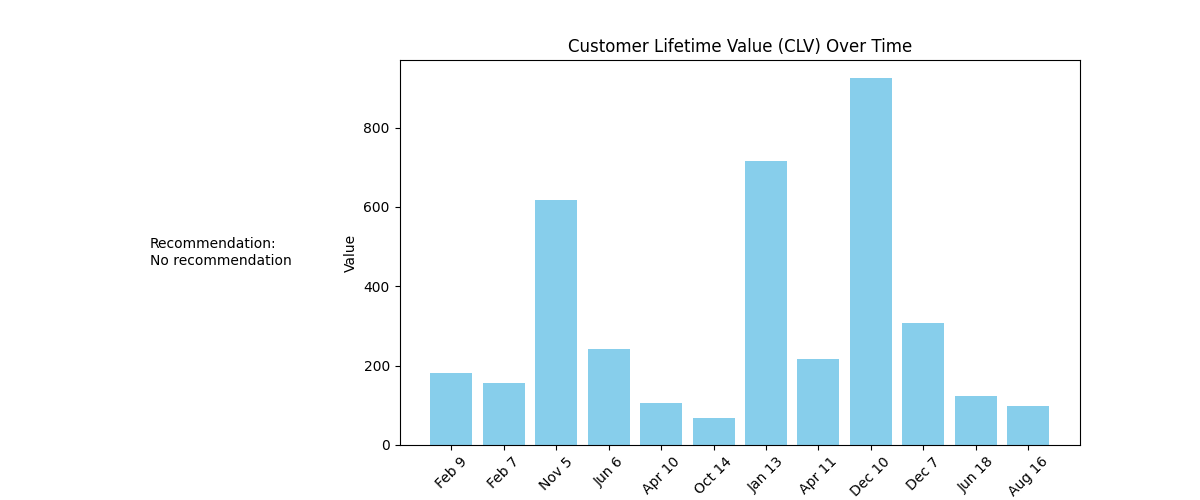 Customer Lifetime Value (CLV) Over Time
Recommendation:
No recommendation
Value
800
600
400
200
0
Feb 9
Feb 7
Nov 5
Jun 6
Apr 10
Oct 14
Jan 13
Apr 11
Dec 10
Dec 7
Jun 18
Aug 16